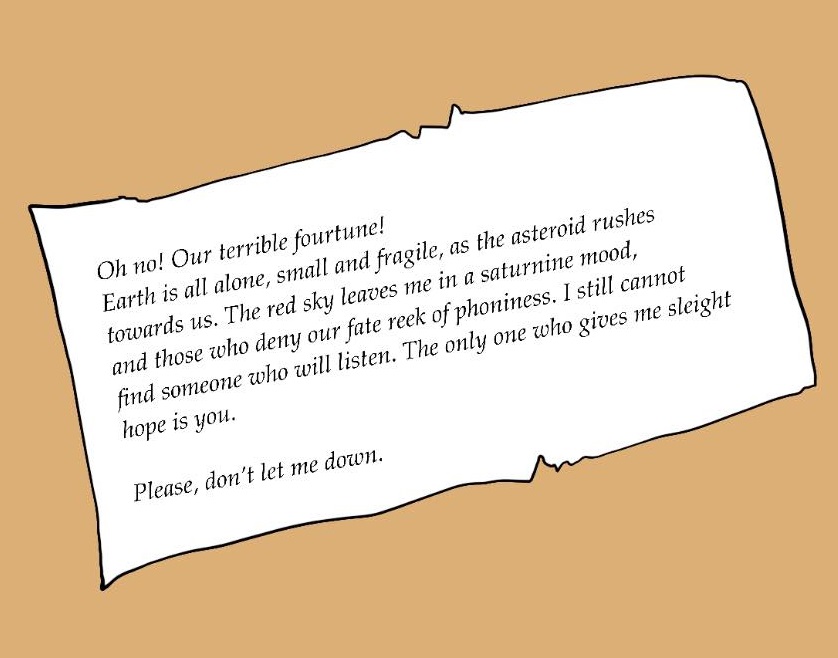 Oh no! Our terrible fourtune!
Earth is all alone, small and fragile, as the asteroid rushes
towards us. The red sky leaves me in a saturnine mood,
and those who deny our fate reek of phoniness. I still cannot
find someone who will listen. The only one who gives me sleight
hope is you.

Please, don't let me down.